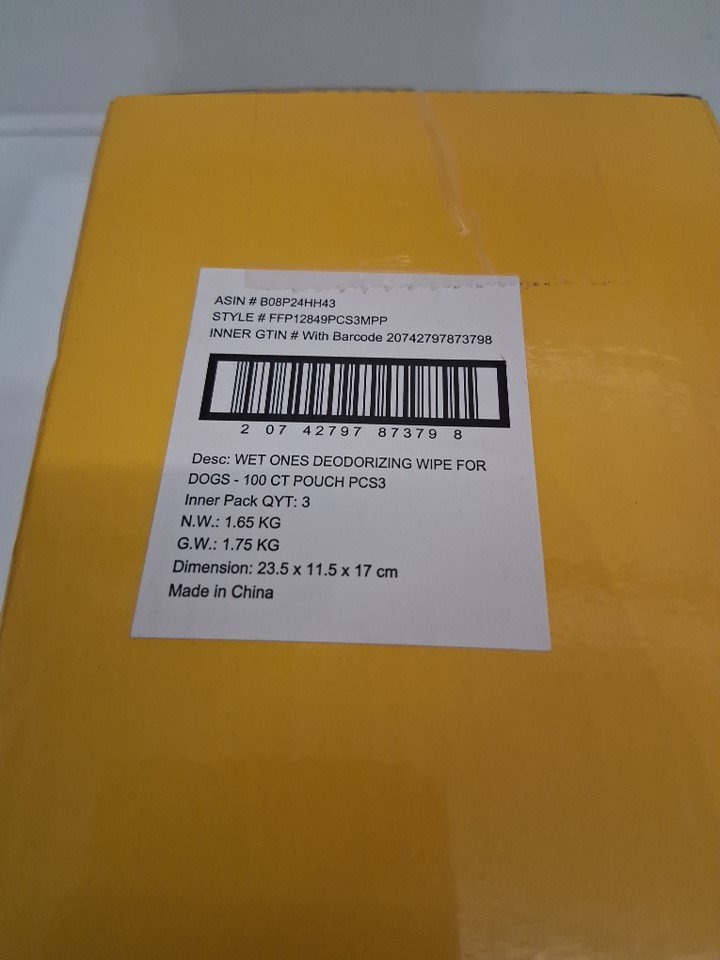 ASIN # B08P24HH43
STYLE # FFP12849PCS3MPP
INNER GTIN # With Barcode 20742797873798
2 07 42797 87379 8
Desc: WET ONES DEODORIZING WIPE FOR
DOGS - 100 CT POUCH PCS3
Inner Pack QYT: 3
N.W.: 1.65 KG
G.W.: 1.75 KG
Dimension: 23.5 x 11.5 x 17 cm
Made in China